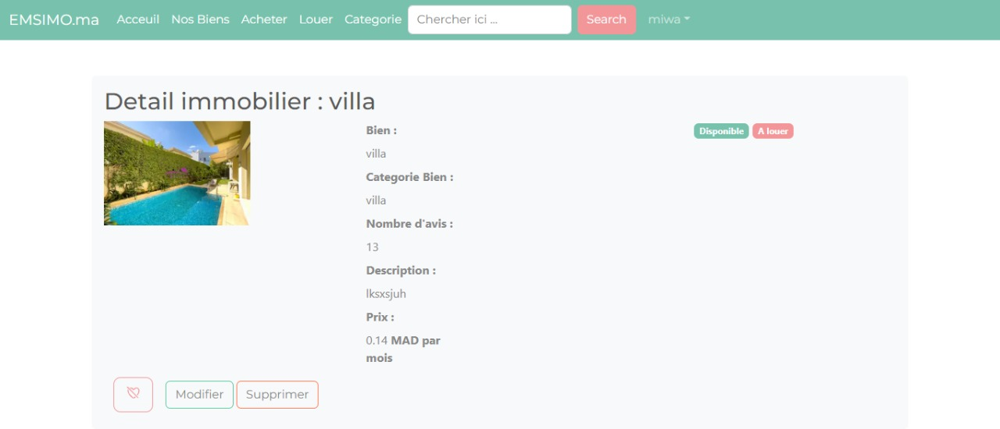 EMSIMO.ma Acceuil Nos Biens Acheter Louer Categorie Chercher ici ... Search miwa
Detail immobilier : villa
Bien :
Disponible A louer
villa
Categorie Bien :
villa
Nombre d'avis :
13
Description :
lksxsjuh
Prix :
0.14 MAD par
mois
Modifier Supprimer